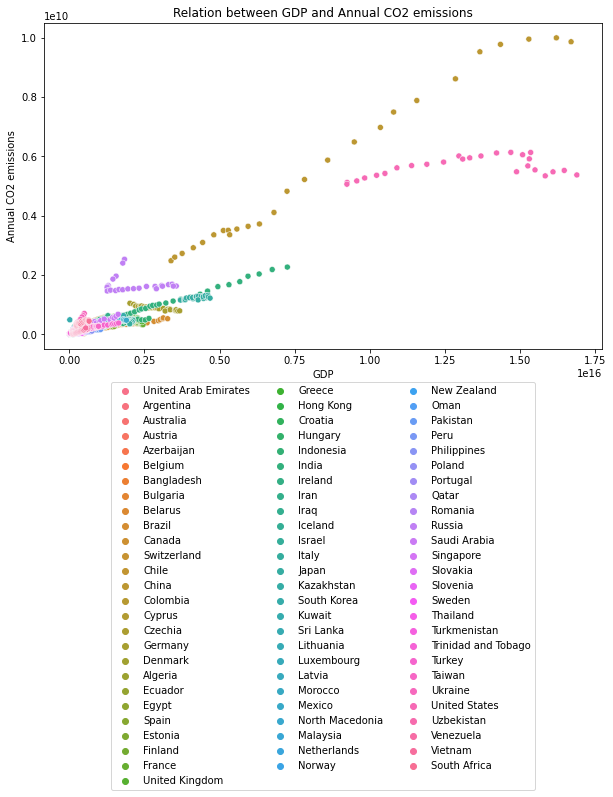 Relation between GDP and Annual CO2 emissions
1e10
1.0
0.8
0.6
0.4
0.2
0.0
Annual CO2 emissions
0.00
0.25
0.50
0.75
1.00
1.25
1.50
1.75
1e16
GDP
United Arab Emirates
Argentina
Australia
Austria
Azerbaijan
Belgium
Bangladesh
Bulgaria
Belarus
Brazil
Canada
Switzerland
Chile
China
Colombia
Cyprus
Czechia
Germany
Denmark
Algeria
Ecuador
Egypt
Spain
Estonia
Finland
France
United Kingdom
Greece
Hong Kong
Croatia
Hungary
Indonesia
India
Ireland
Iran
Iraq
Iceland
Israel
Italy
Japan
Kazakhstan
South Korea
Kuwait
Sri Lanka
Lithuania
Luxembourg
Latvia
Morocco
Mexico
North Macedonia
Malaysia
Netherlands
Norway
New Zealand
Oman
Pakistan
Peru
Philippines
Poland
Portugal
Qatar
Romania
Russia
Saudi Arabia
Singapore
Slovakia
Slovenia
Sweden
Thailand
Turkmenistan
Trinidad and Tobago
Turkey
Taiwan
Ukraine
United States
Uzbekistan
Venezuela
Vietnam
South Africa